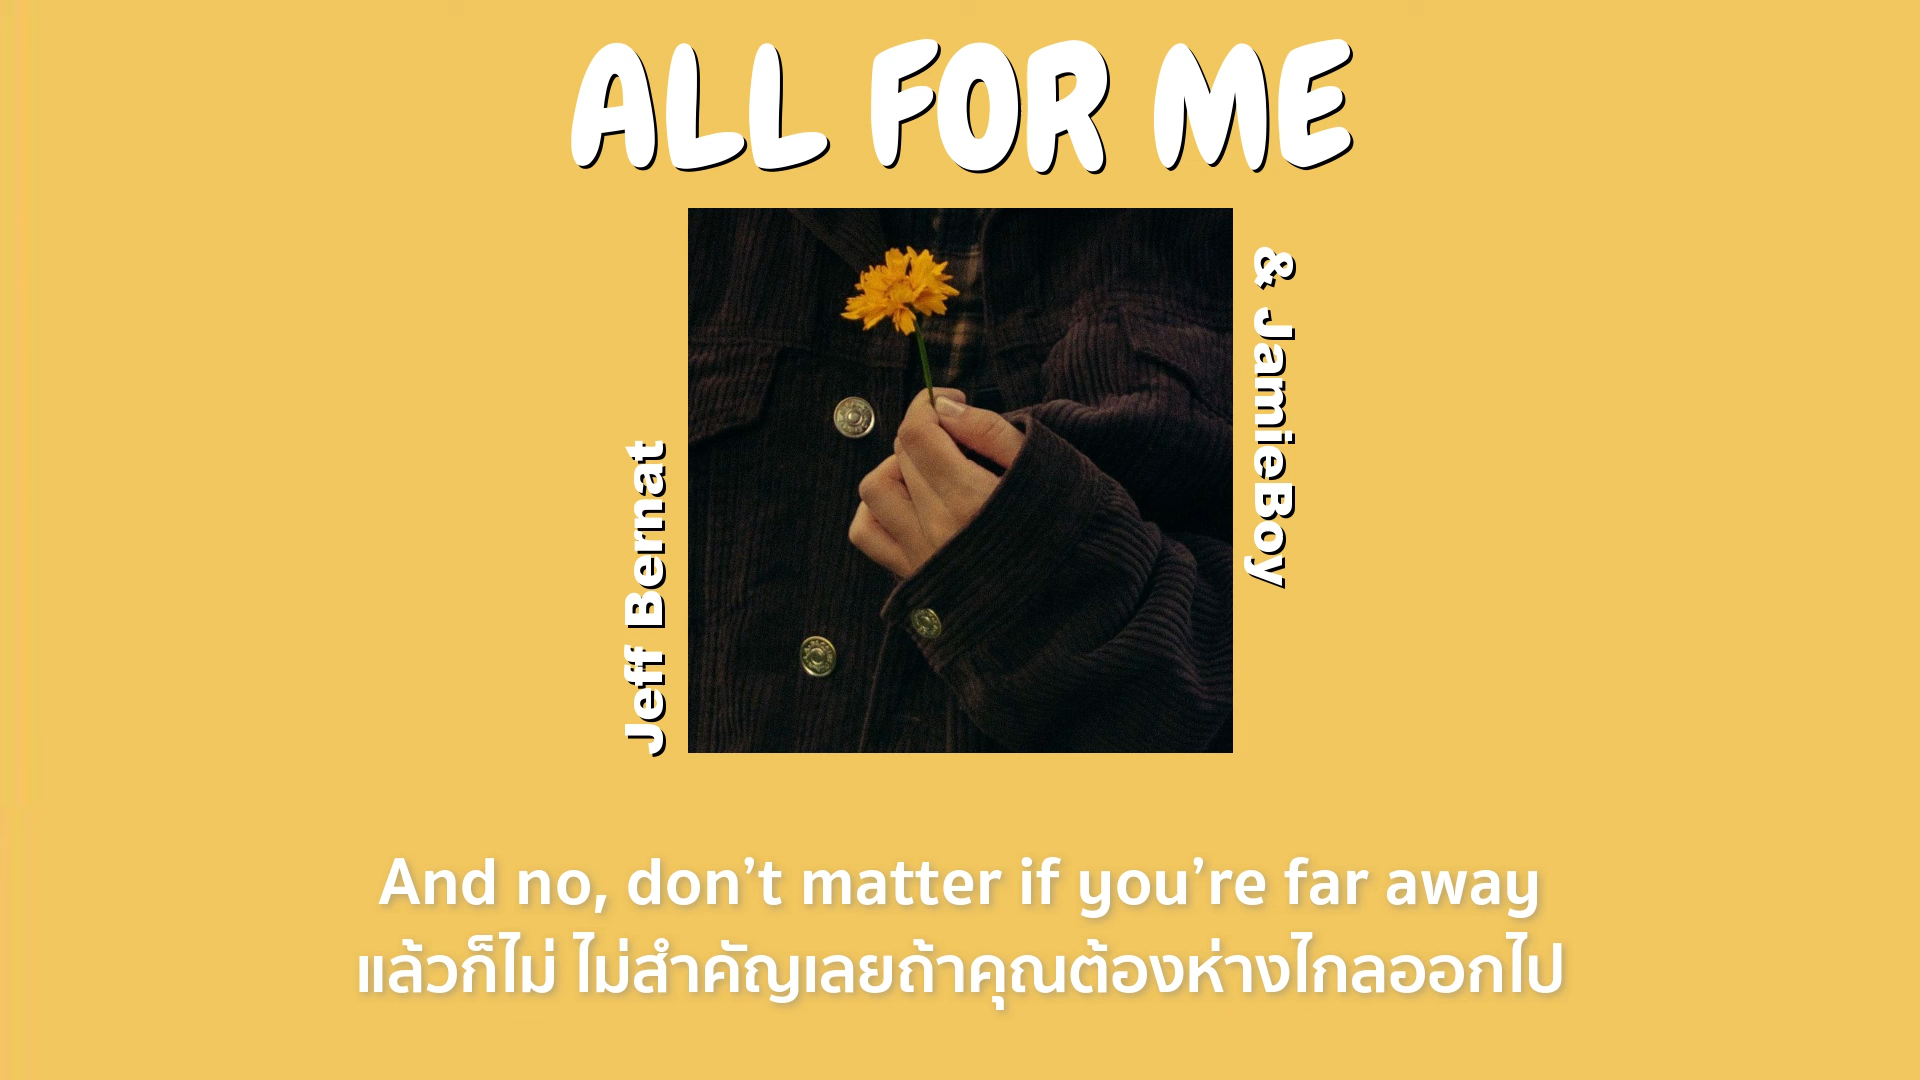 ALL FOR ME
Jeff Bernat
& JamieBoy
And no, don’t matter if you’re far away
แล้วก็ไม่ ไม่สำคัญเลยถ้าคุณต้องห่างไกลออกไป